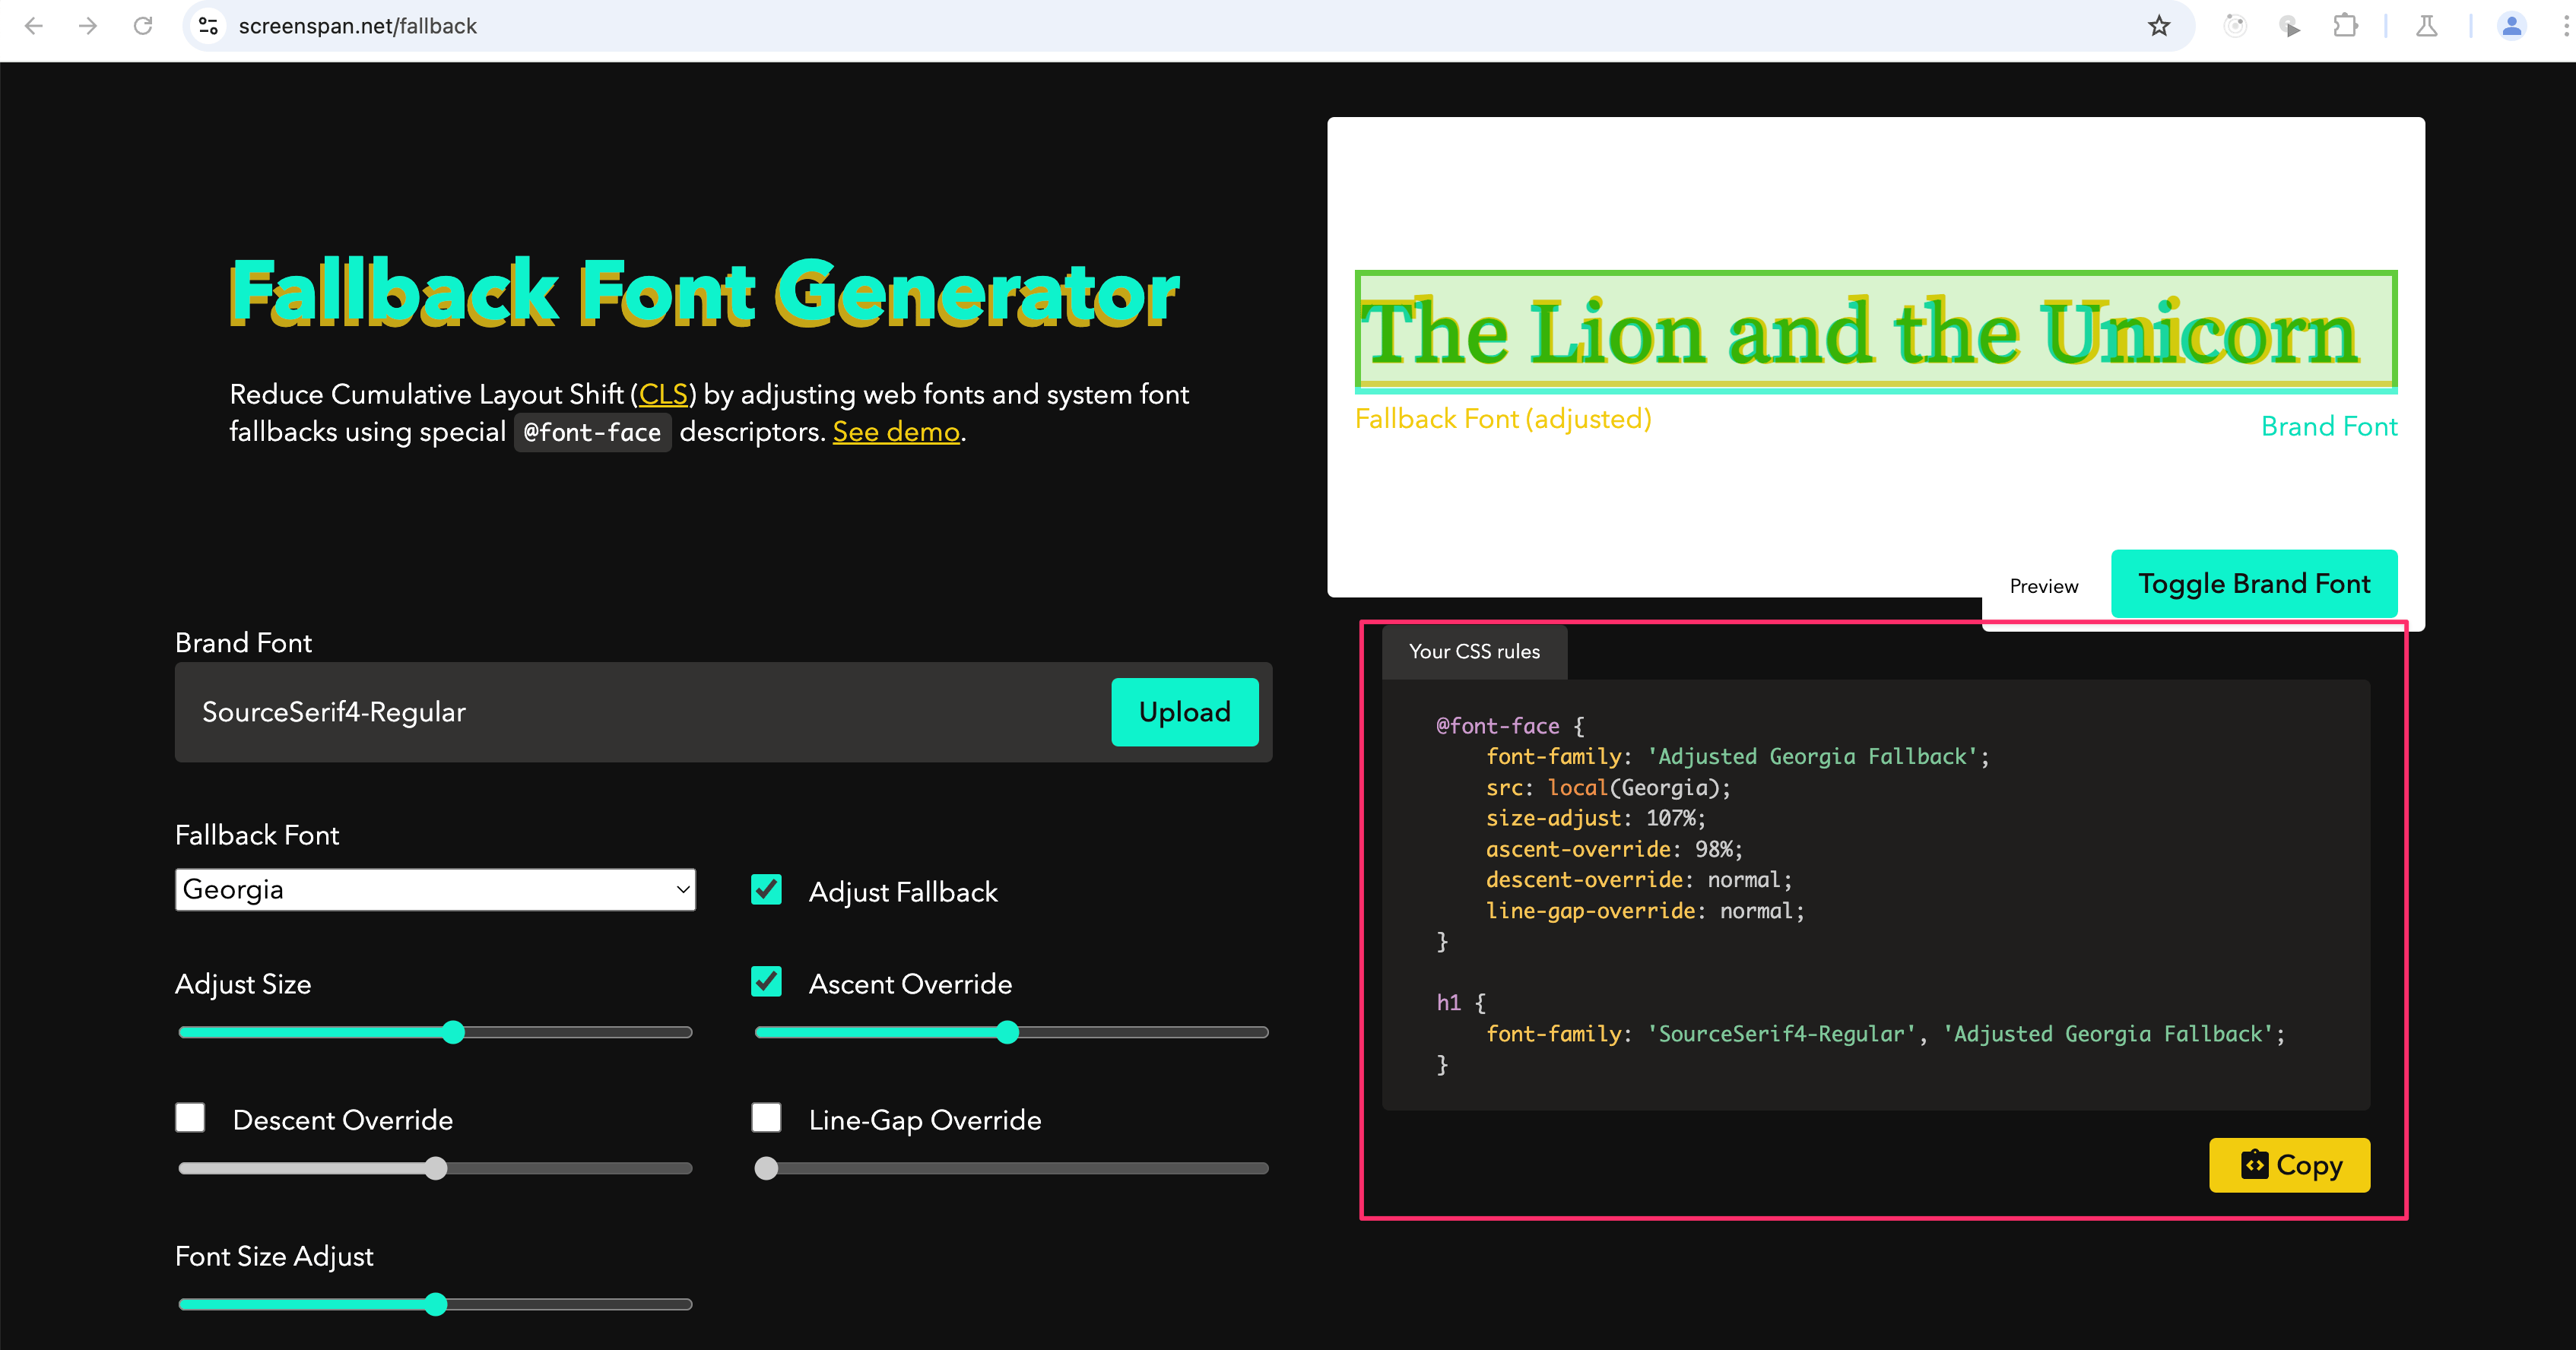 screenspan.net/fallback
Fallback Font Generator
Reduce Cumulative Layout Shift (CLS) by adjusting web fonts and system font
fallbacks using special @font-face descriptors. See demo.
Brand Font
SourceSerif4-Regular
Upload
Fallback Font
Georgia
Adjust Fallback
Adjust Size
Ascent Override
Descent Override
Line-Gap Override
Font Size Adjust
The Lion and the Unicorn
Fallback Font (adjusted)
Brand Font
Preview
Toggle Brand Font
Your CSS rules
@font-face {
font-family: 'Adjusted Georgia Fallback';
src: local(Georgia);
size-adjust: 107%;
ascent-override: 98%;
descent-override: normal;
line-gap-override: normal;
}
h1 {
font-family: 'SourceSerif4-Regular', 'Adjusted Georgia Fallback';
}
Copy